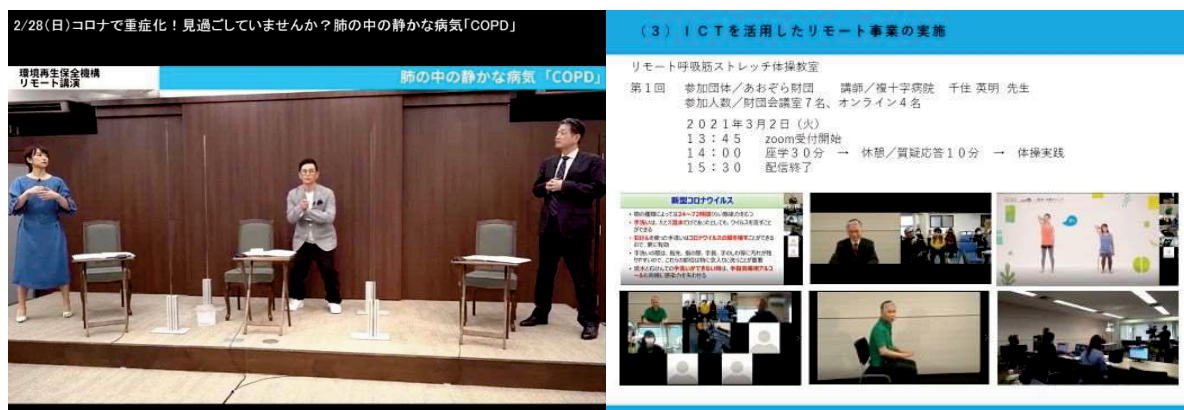 2/28(日)コロナで重症化！見過ごしていませんか？肺の中の静かな病気「COPD」
環境再生保全機構
リモート講演
肺の中の静かな病気「COPD」
（３）ＩＣＴを活用したリモート事業の実施
リモート呼吸筋ストレッチ体操教室
第１回　参加団体／あおぞら財団　講師／複十字病院　千住 英明 先生
参加人数／財団会議室７名、オンライン４名
２０２１年３月２日（火）
１３：４５　zoom受付開始
１４：００　座学３０分　→　休憩／質疑応答１０分　→　体操実践
１５：３０　配信終了
新型コロナウイルス